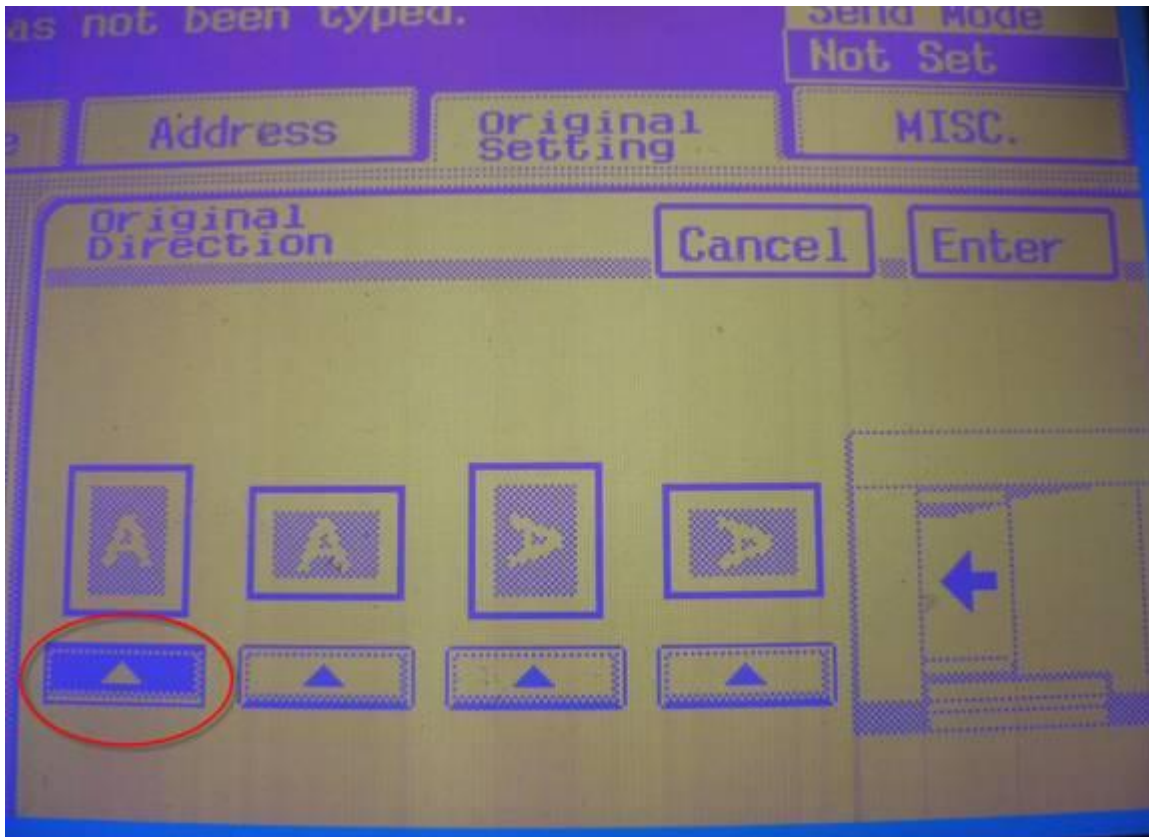 as not been typed.
Send Mode
Not Set
Address
Original
Setting
MISC.
Original
Direction
Cancel
Enter
A
A
A
A